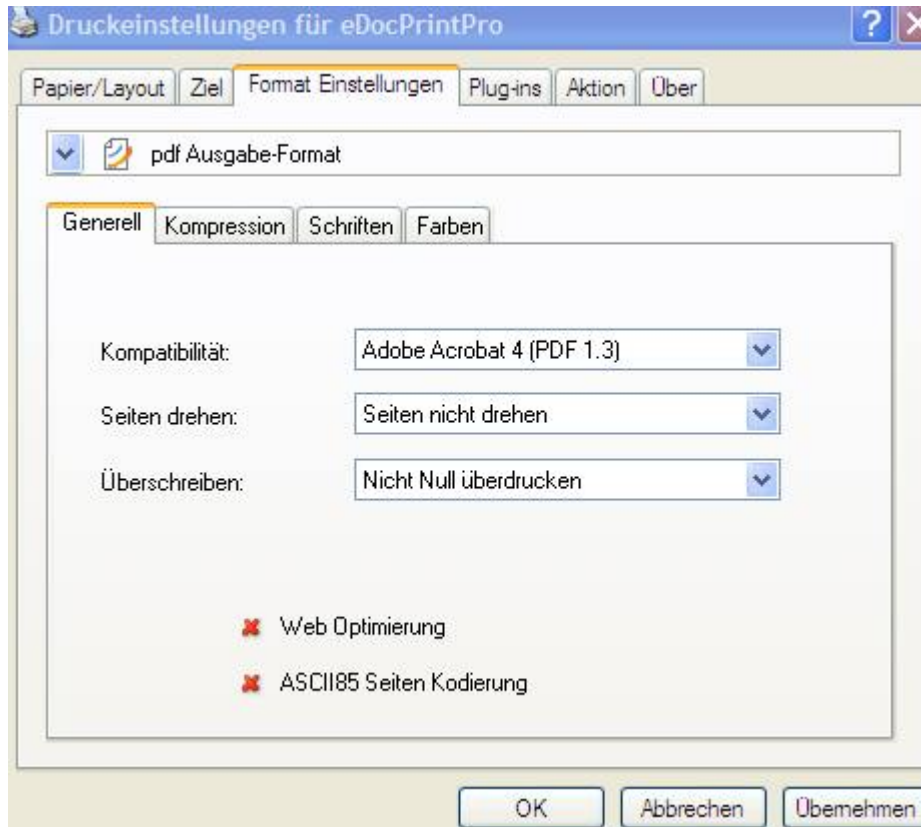 Druckeinstellungen für eDocPrintPro
Papier/Layout Ziel Format Einstellungen Plug-ins Aktion Über
pdf Ausgabe-Format
Generell Kompression Schriften Farben
Kompatibilität: Adobe Acrobat 4 (PDF 1.3)
Seiten drehen: Seiten nicht drehen
Überschreiben: Nicht Null überdrucken
Web Optimierung
ASCII85 Seiten Kodierung
OK Abbrechen Übernehmen